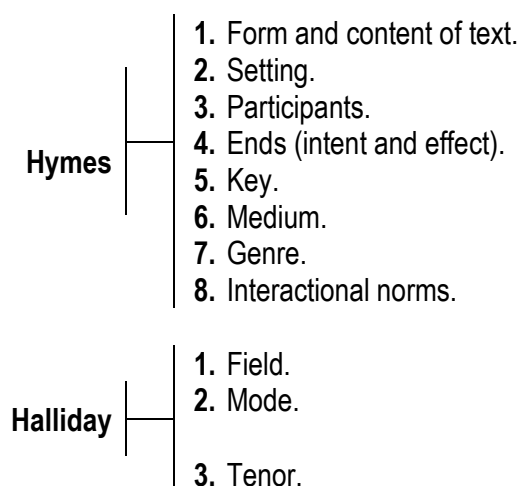 Hymes
1. Form and content of text.
2. Setting.
3. Participants.
4. Ends (intent and effect).
5. Key.
6. Medium.
7. Genre.
8. Interactional norms.
Halliday
1. Field.
2. Mode.
3. Tenor.